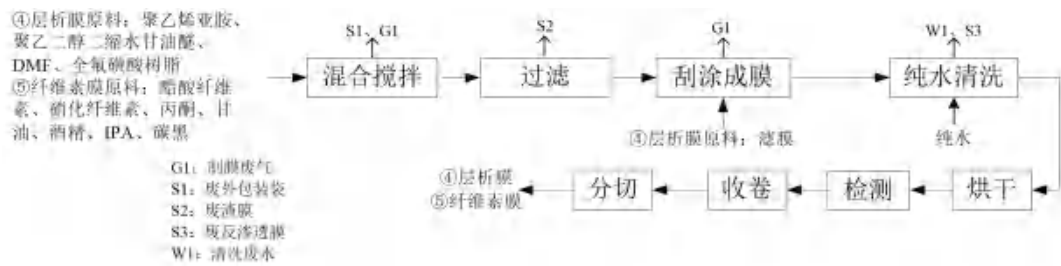 ④层析膜原料：聚乙烯亚胺、
聚乙二醇二缩水甘油醚、
DMF、全氟磺酸树脂
⑤纤维素膜原料：醋酸纤维
素、硝化纤维素、丙酮、甘
油、酒精、IPA、碳黑
S1、G1
S2
G1
W1、S3
混合搅拌
过滤
刮涂成膜
纯水清洗
④层析膜原料：滤膜
纯水
④层析膜
⑤纤维素膜
分切
收卷
检测
烘干
G1：制膜废气
S1：废外包装袋
S2：废渣膜
S3：废反渗透膜
W1：清洗废水